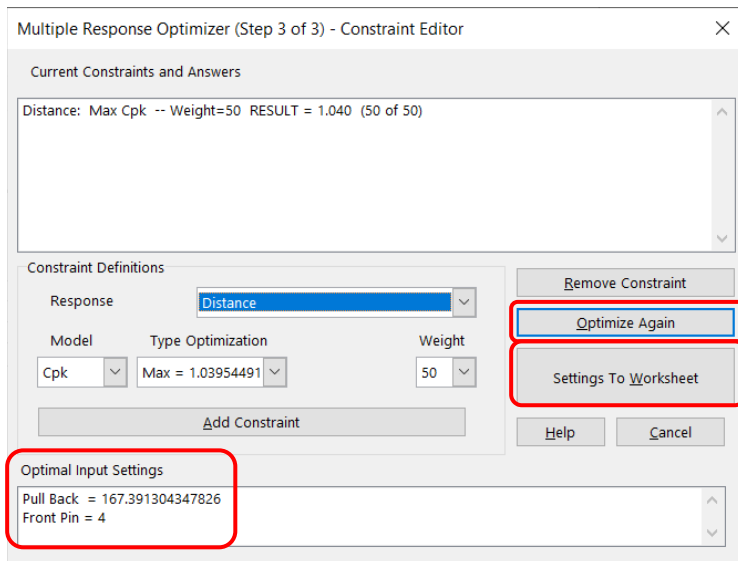 Multiple Response Optimizer (Step 3 of 3) - Constraint Editor
Current Constraints and Answers
Distance:  Max Cpk  -- Weight=50  RESULT = 1.040  (50 of 50)
Constraint Definitions
Response
Distance
Model
Type Optimization
Weight
Cpk
Max = 1.03954491
50
Add Constraint
Remove Constraint
Optimize Again
Settings To Worksheet
Help
Cancel
Optimal Input Settings
Pull Back  = 167.391304347826
Front Pin = 4